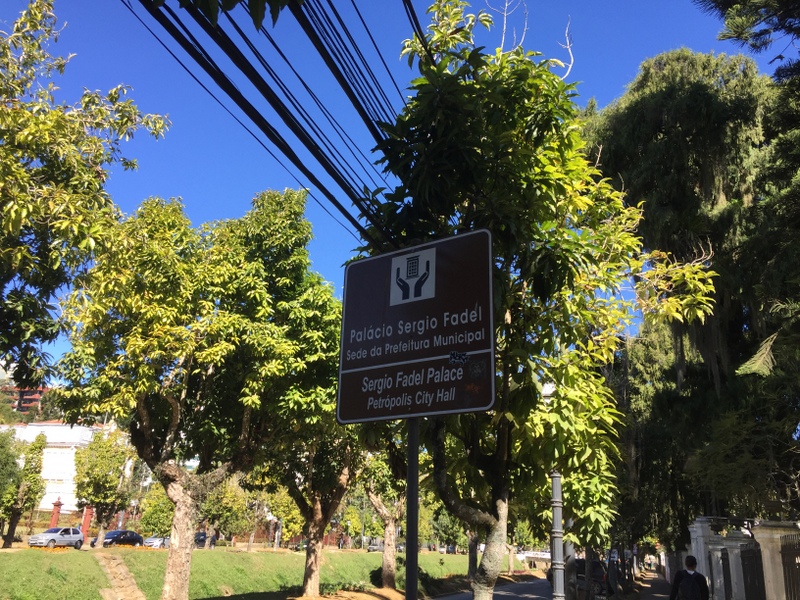 Palácio Sergio Fadel
Sede da Prefeitura Municipal
Sergio Fadel Palace
Petrópolis City Hall